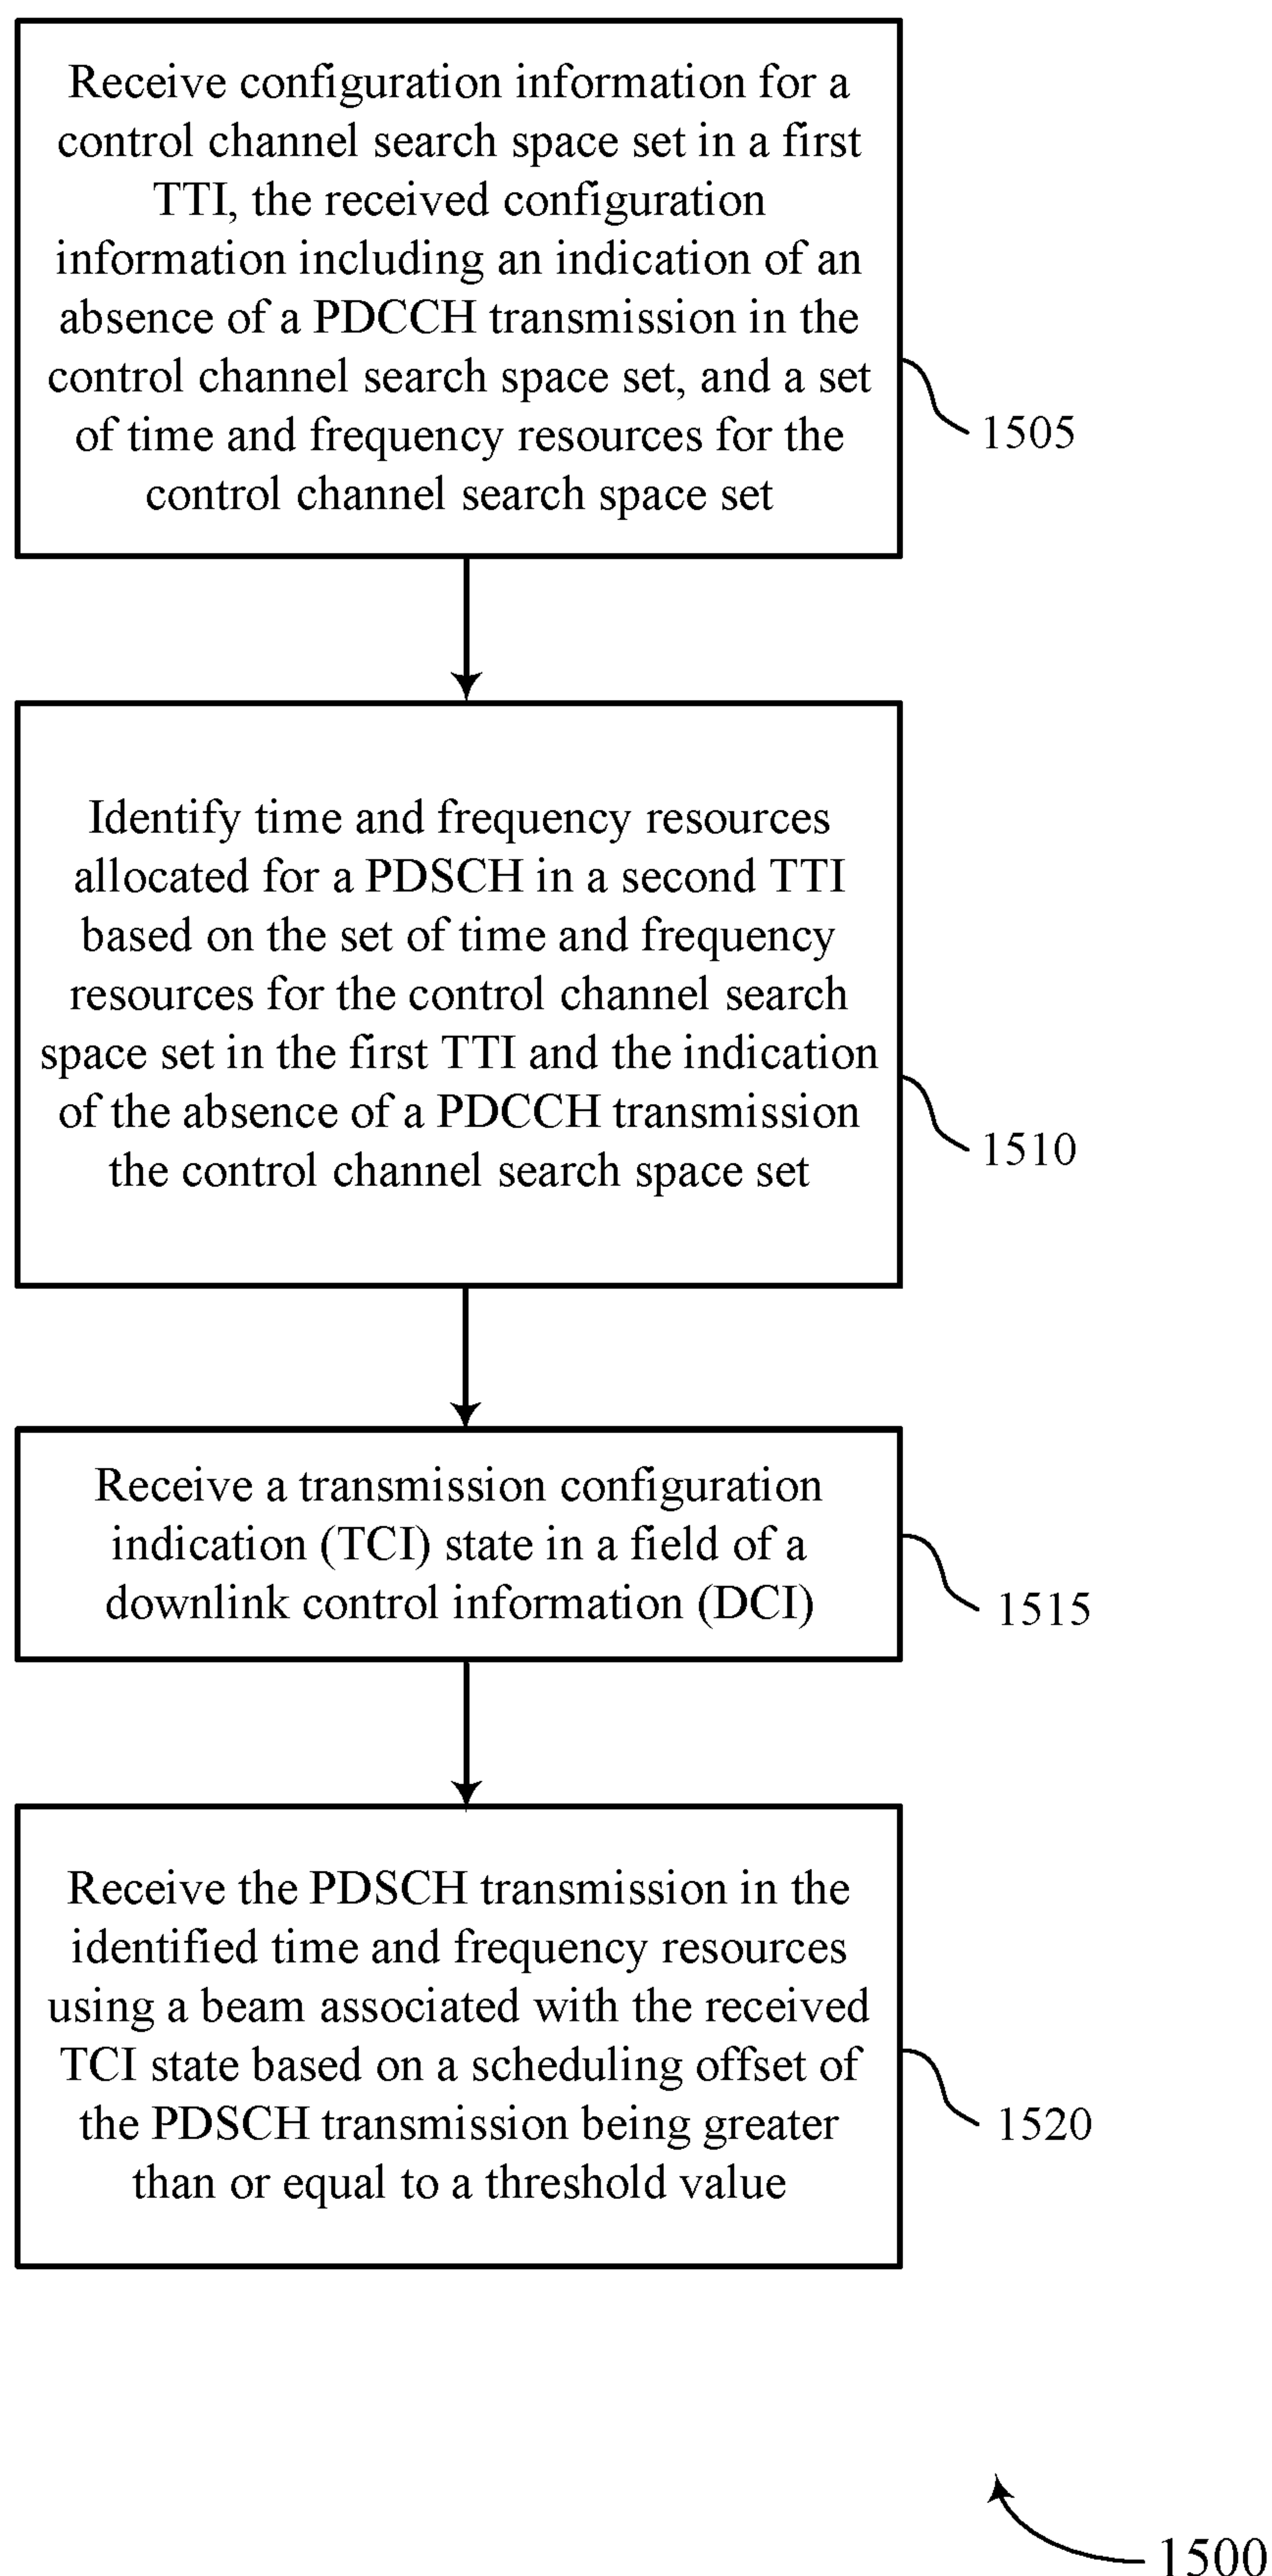 Receive configuration information for a
control channel search space set in a first
TTI, the received configuration
information including an indication of an
absence of a PDCCH transmission in the
control channel search space set, and a set
of time and frequency resources for the
control channel search space set
1505
Identify time and frequency resources
allocated for a PDSCH in a second TTI
based on the set of time and frequency
resources for the control channel search
space set in the first TTI and the indication
of the absence of a PDCCH transmission
the control channel search space set
1510
Receive a transmission configuration
indication (TCI) state in a field of a
downlink control information (DCI)
1515
Receive the PDSCH transmission in the
identified time and frequency resources
using a beam associated with the received
TCI state based on a scheduling offset of
the PDSCH transmission being greater
than or equal to a threshold value
1520
1500